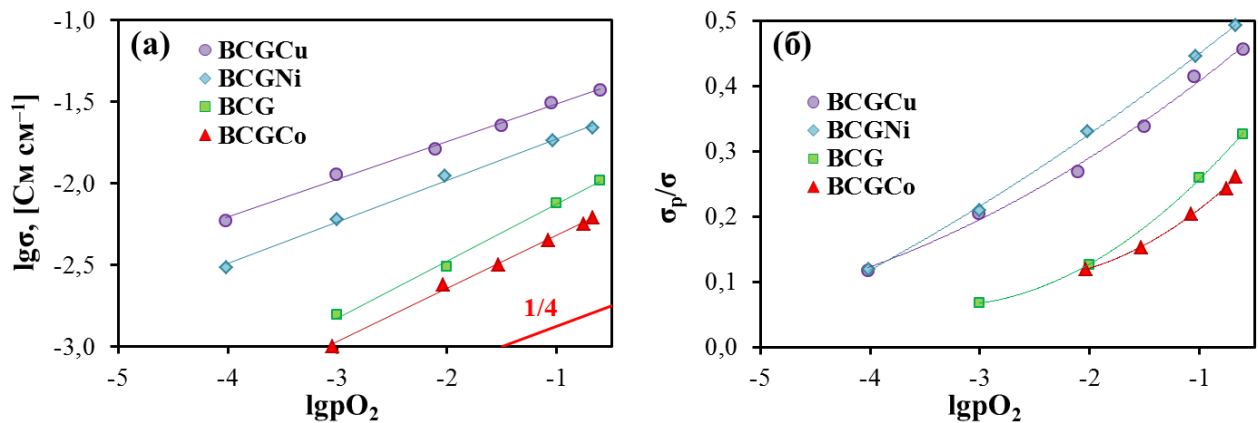 (а)
BCGCu
BCGNi
BCG
BCGCo
1/4
lgσ, [См см⁻¹]
-1,0
-1,5
-2,0
-2,5
-3,0
-5 -4 -3 -2 -1
lgpO₂
(б)
BCGCu
BCGNi
BCG
BCGCo
σₚ/σ
0,5
0,4
0,3
0,2
0,1
0,0
-5 -4 -3 -2 -1
lgpO₂